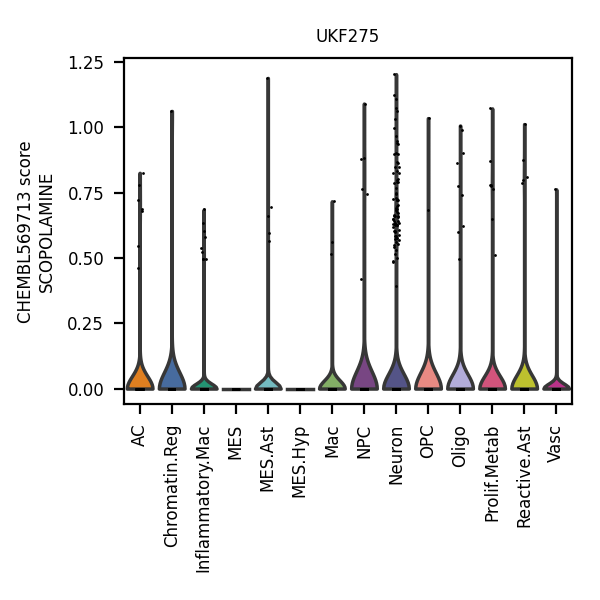 UKF275
CHEMBL569713 score
SCOPOLAMINE
1.25
1.00
0.75
0.50
0.25
0.00
AC
Chromatin.Reg
Inflammatory.Mac
MES
MES.Ast
MES.Hyp
Mac
NPC
Neuron
OPC
Oligo
Prolif.Metab
Reactive.Ast
Vasc